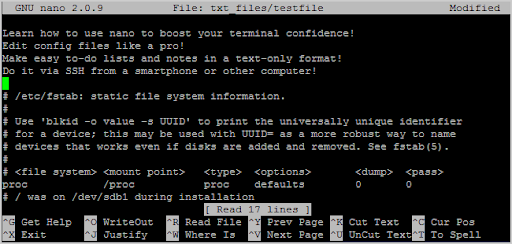 GNU nano 2.0.9 File: txt_files/testfile Modified
Learn how to use nano to boost your terminal confidence!
Edit config files like a pro!
Make easy to-do lists and notes in a text-only format!
Do it via SSH from a smartphone or other computer!
# /etc/fstab: static file system information.
#
# Use 'blkid -o value -s UUID' to print the universally unique identifier
# for a device; this may be used with UUID= as a more robust way to name
# devices that works even if disks are added and removed. See fstab(5).
#
# <file system> <mount point> <type> <options> <dump> <pass>
proc /proc proc defaults 0 0
# / was on /dev/sdb1 during installation
[ Read 17 lines ]
^G Get Help ^O WriteOut ^R Read File ^Y Prev Page ^K Cut Text ^C Cur Pos
^X Exit ^J Justify ^W Where Is ^V Next Page ^U UnCut Text ^T To Spell